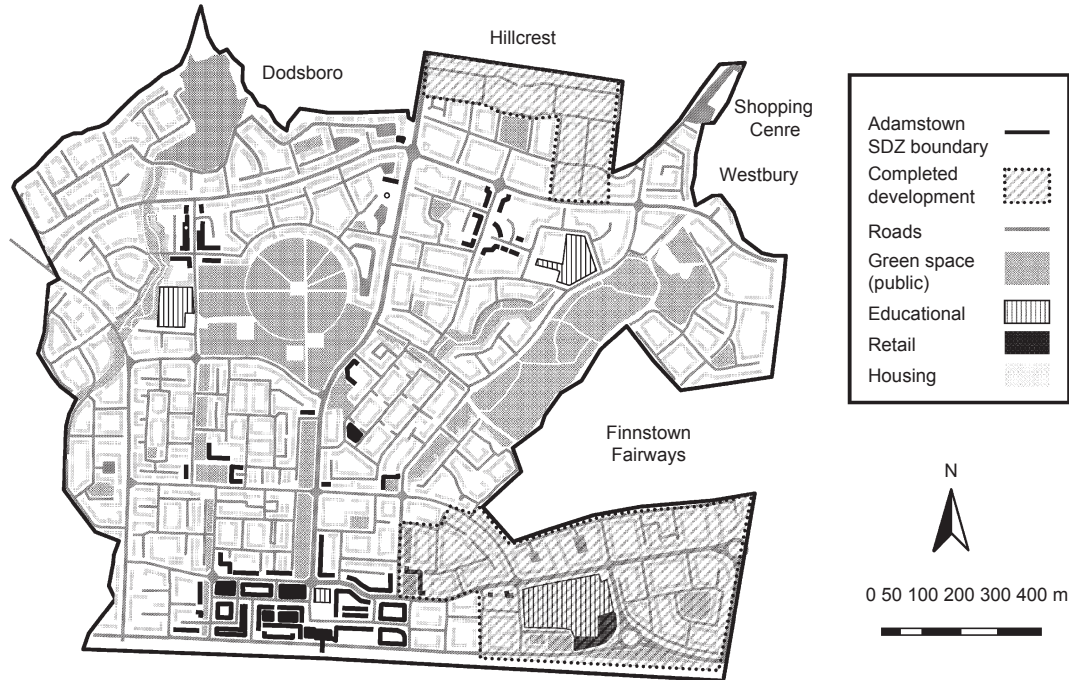 Hillcrest
Dodsboro
Shopping
Cenre
Westbury
Finnstown
Fairways
Adamstown
SDZ boundary
Completed
development
Roads
Green space
(public)
Educational
Retail
Housing
N
0 50 100 200 300 400 m